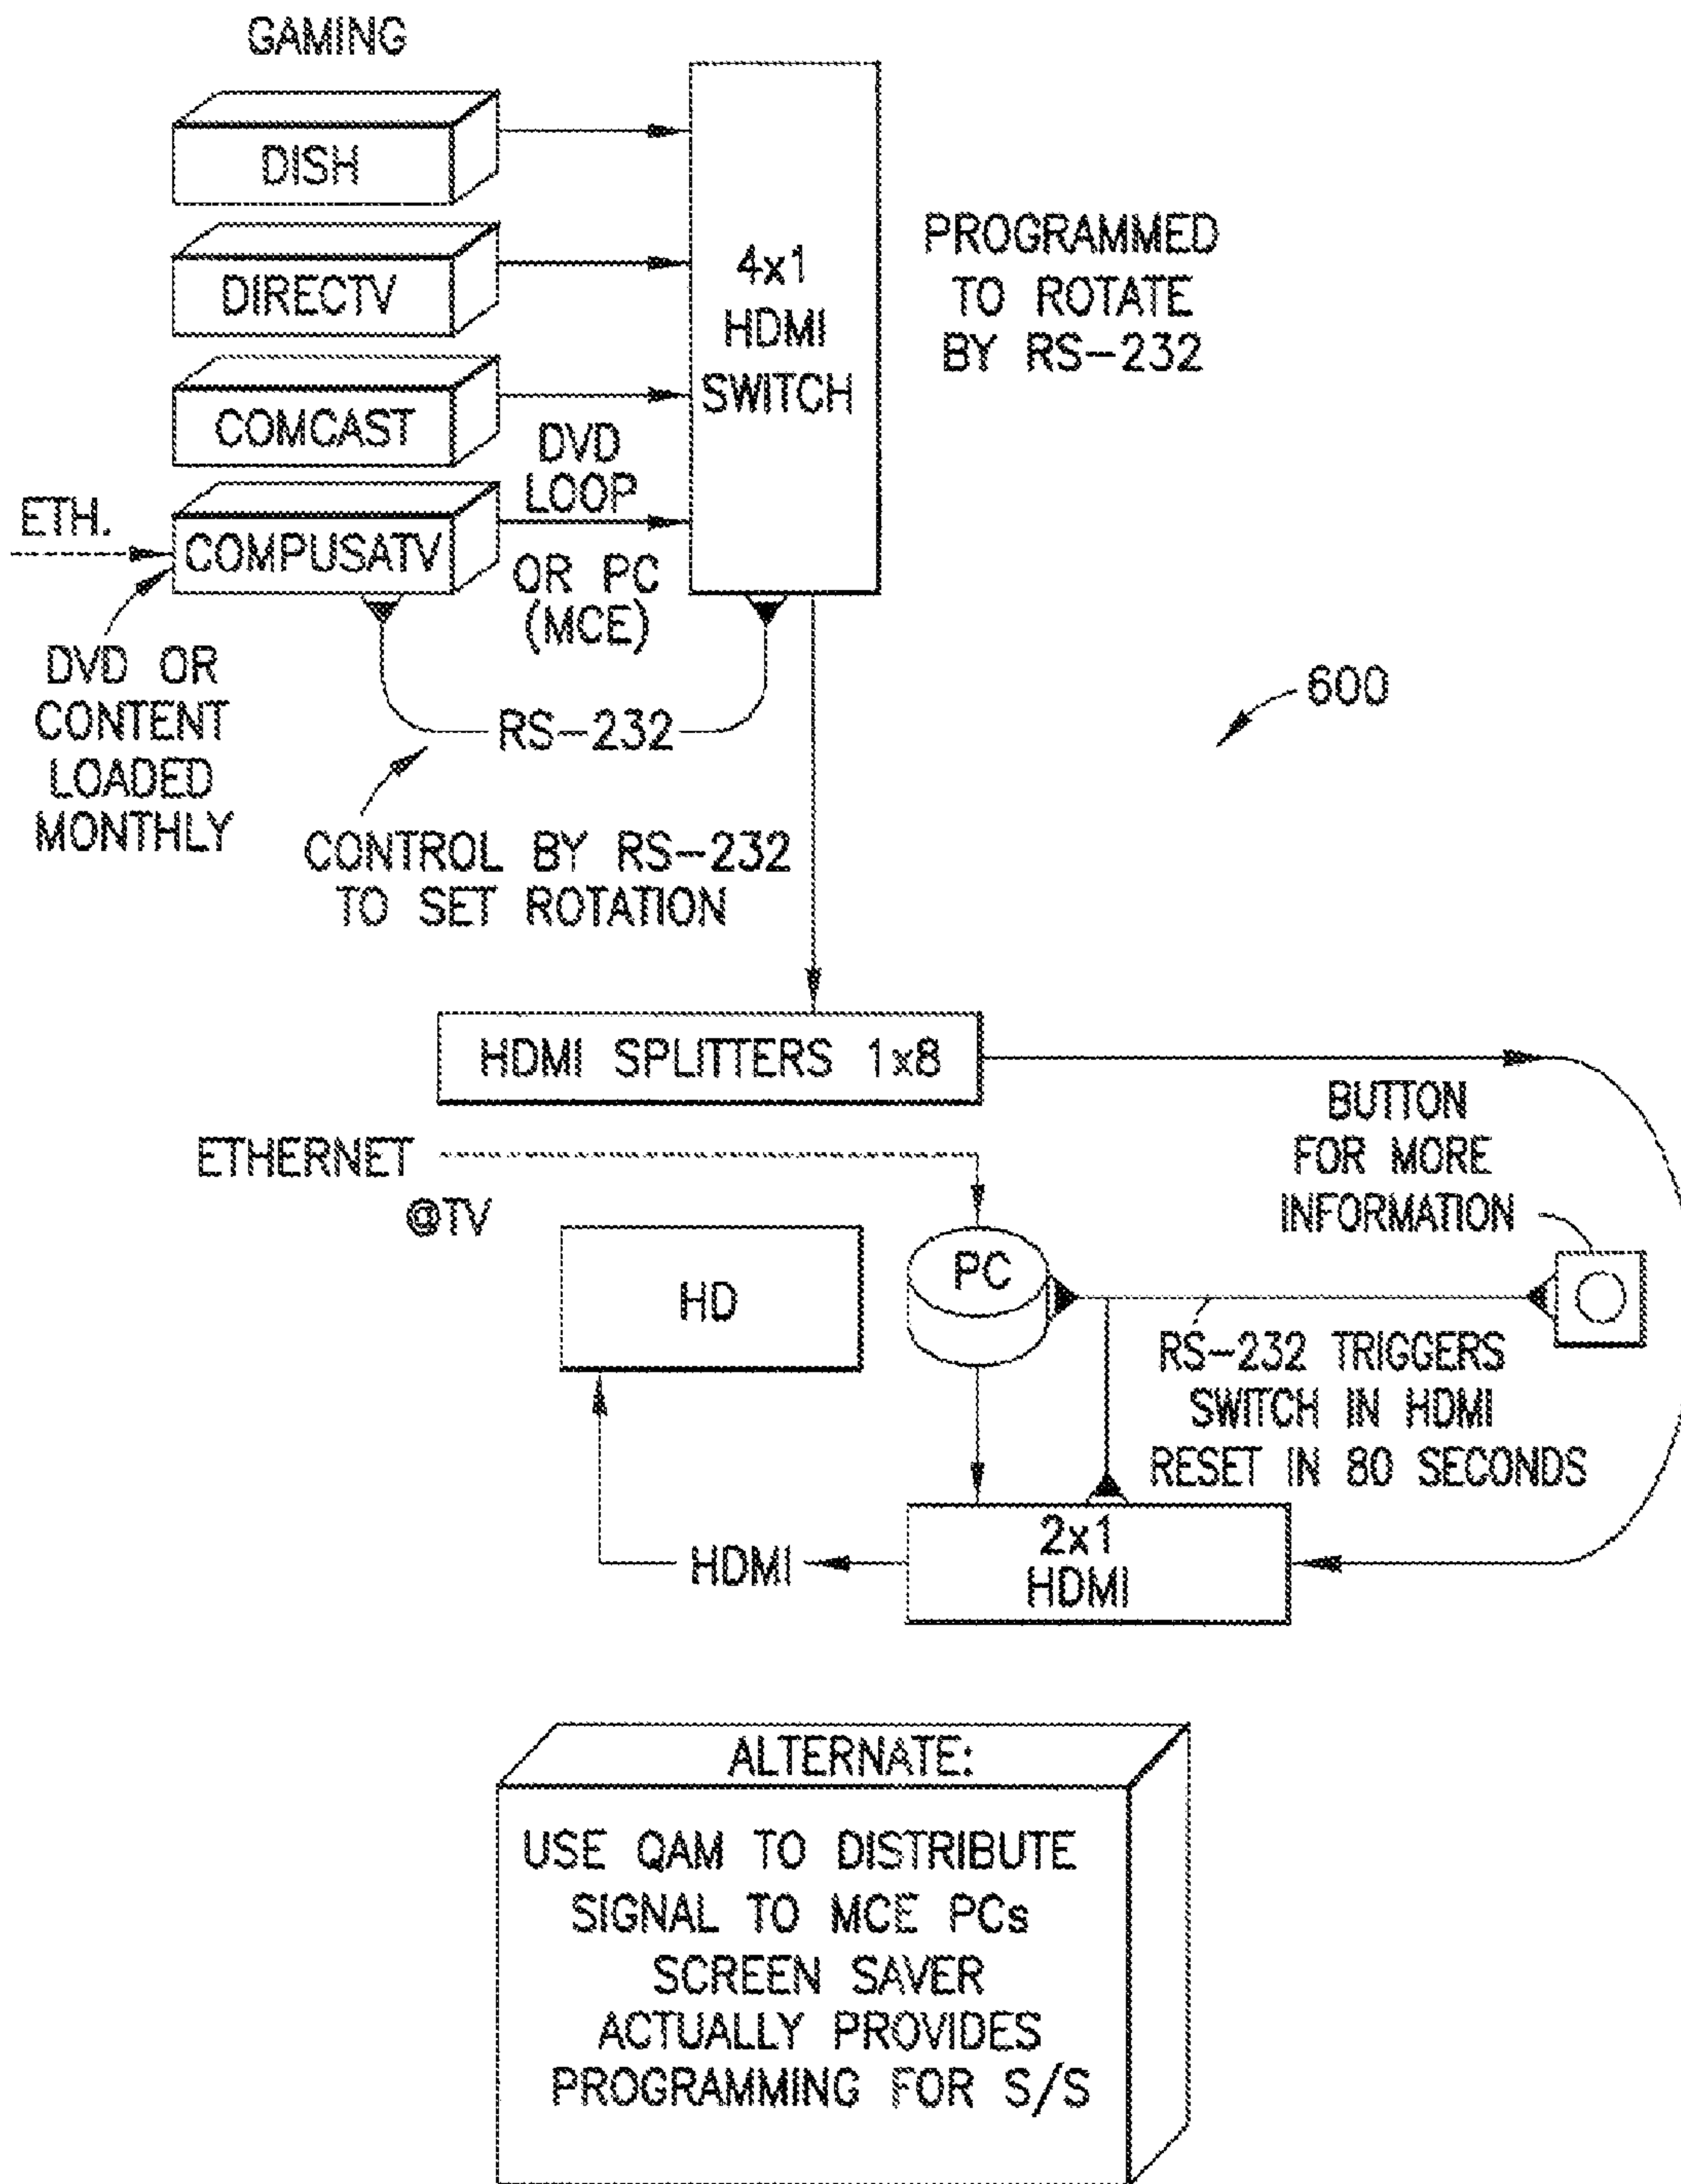 GAMING
DISH
DIRECTV
COMCAST
COMPUSATV
ETH.
DVD
LOOP
OR PC
(MCE)
4x1
HDMI
SWITCH
PROGRAMMED
TO ROTATE
BY RS-232
DVD OR
CONTENT
LOADED
MONTHLY
RS-232
600
CONTROL BY RS-232
TO SET ROTATION
HDMI SPLITTERS 1x8
ETHERNET
@TV
HD
PC
BUTTON
FOR MORE
INFORMATION
RS-232 TRIGGERS
SWITCH IN HDMI
RESET IN 80 SECONDS
HDMI
2x1
HDMI
ALTERNATE:
USE QAM TO DISTRIBUTE
SIGNAL TO MCE PCs
SCREEN SAVER
ACTUALLY PROVIDES
PROGRAMMING FOR S/S